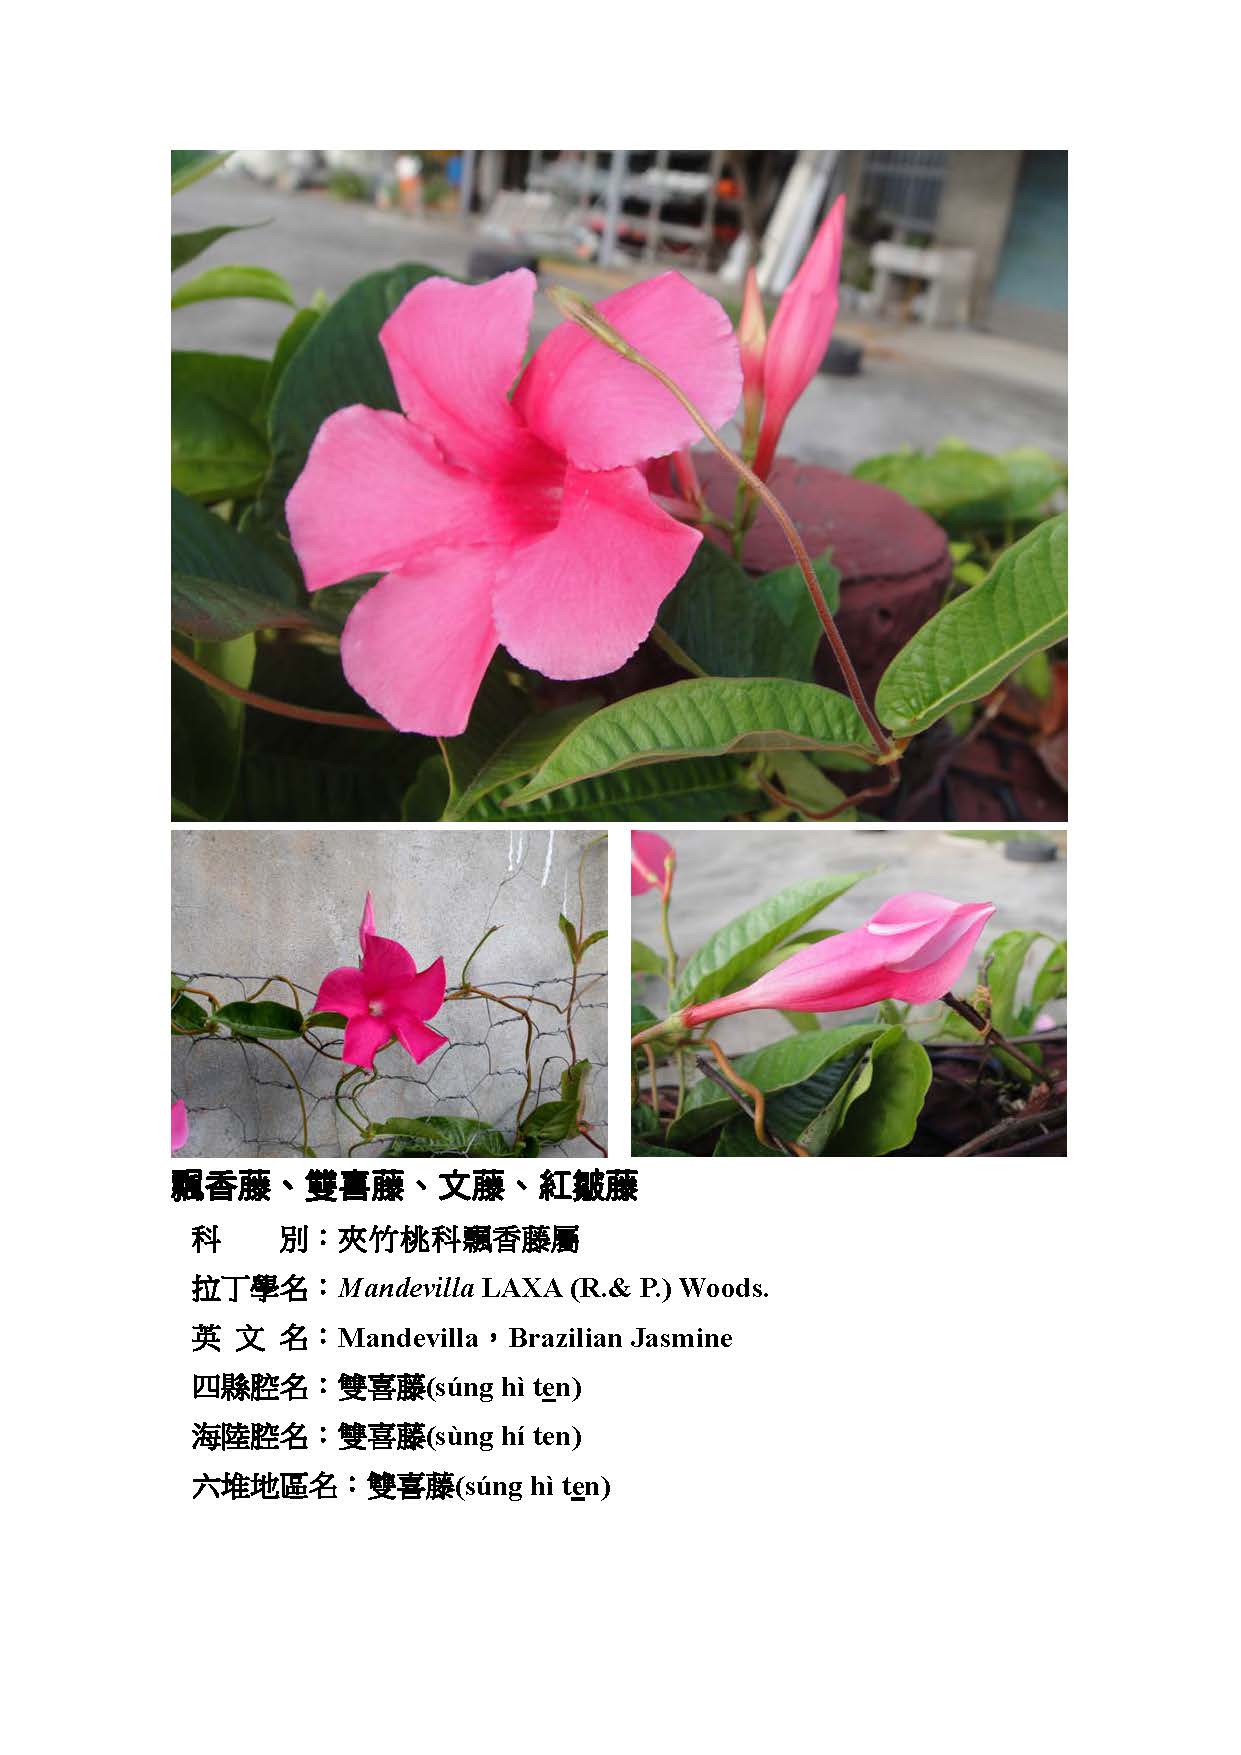 飄香藤、雙喜藤、文藤、紅皺藤
科　　別：夾竹桃科飄香藤屬
拉丁學名：Mandevilla LAXA (R.& P.) Woods.
英 文 名：Mandevilla，Brazilian Jasmine
四縣腔名：雙喜藤(súng hì ten)
海陸腔名：雙喜藤(sùng hí ten)
六堆地區名：雙喜藤(súng hì ten)